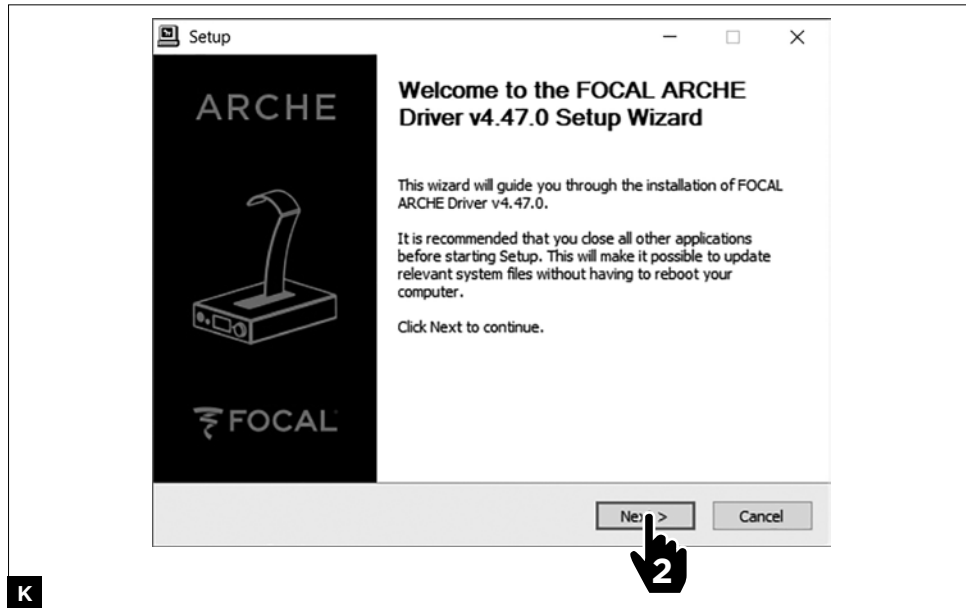 Setup
ARCHE
FOCAL
Welcome to the FOCAL ARCHE
Driver v4.47.0 Setup Wizard
This wizard will guide you through the installation of FOCAL
ARCHE Driver v4.47.0.
It is recommended that you close all other applications
before starting Setup. This will make it possible to update
relevant system files without having to reboot your
computer.
Click Next to continue.
Next >
Cancel
2
K